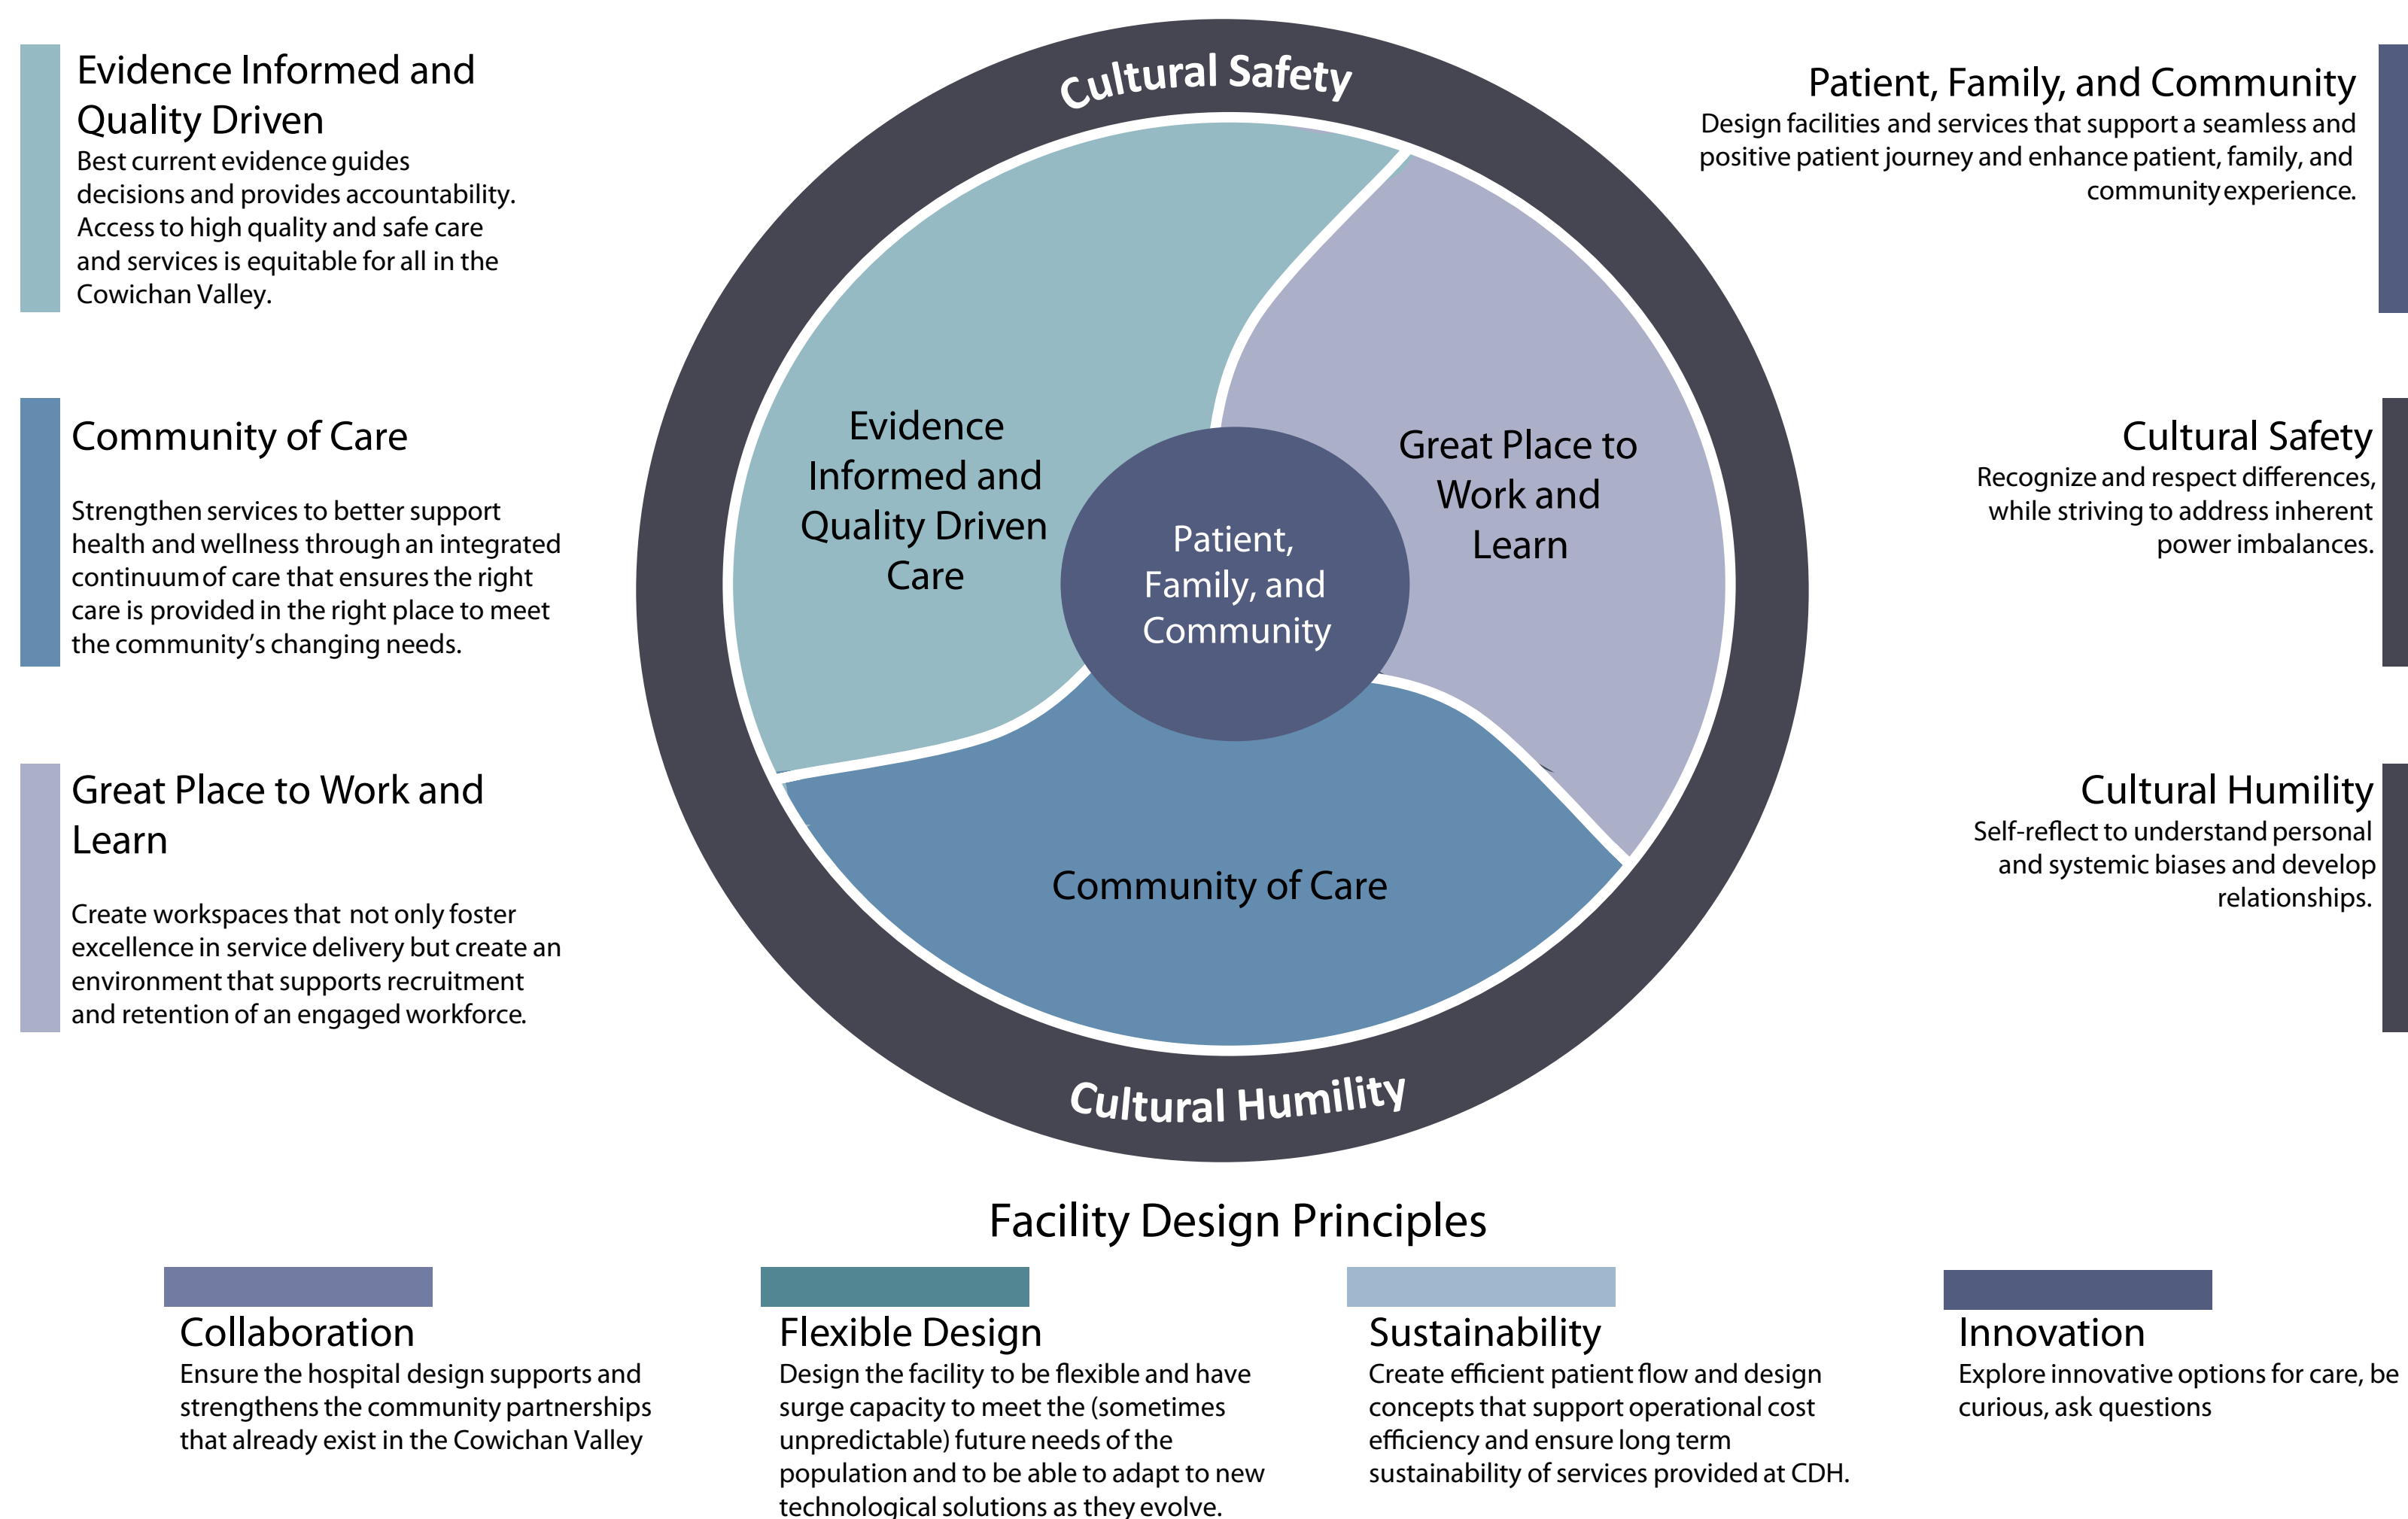 Evidence Informed and
Quality Driven
Best current evidence guides
decisions and provides accountability.
Access to high quality and safe care
and services is equitable for all in the
Cowichan Valley.
Community of Care
Strengthen services to better support
health and wellness through an integrated
continuum of care that ensures the right
care is provided in the right place to meet
the community’s changing needs.
Great Place to Work and
Learn
Create workspaces that not only foster
excellence in service delivery but create an
environment that supports recruitment
and retention of an engaged workforce.
Cultural Safety
Evidence
Informed and
Quality Driven
Care
Great Place to
Work and
Learn
Patient,
Family, and
Community
Community of Care
Cultural Humility
Patient, Family, and Community
Design facilities and services that support a seamless and
positive patient journey and enhance patient, family, and
community experience.
Cultural Safety
Recognize and respect differences,
while striving to address inherent
power imbalances.
Cultural Humility
Self-reflect to understand personal
and systemic biases and develop
relationships.
Facility Design Principles
Collaboration
Ensure the hospital design supports and
strengthens the community partnerships
that already exist in the Cowichan Valley
Flexible Design
Design the facility to be flexible and have
surge capacity to meet the (sometimes
unpredictable) future needs of the
population and to be able to adapt to new
technological solutions as they evolve.
Sustainability
Create efficient patient flow and design
concepts that support operational cost
efficiency and ensure long term
sustainability of services provided at CDH.
Innovation
Explore innovative options for care, be
curious, ask questions